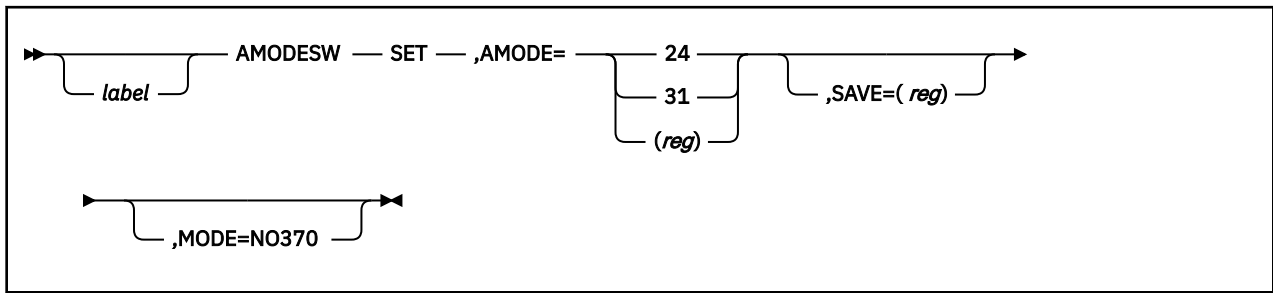 AMODESW SET ,AMODE= 24
label 31 ,SAVE=( reg)
(reg)
,MODE=NO370